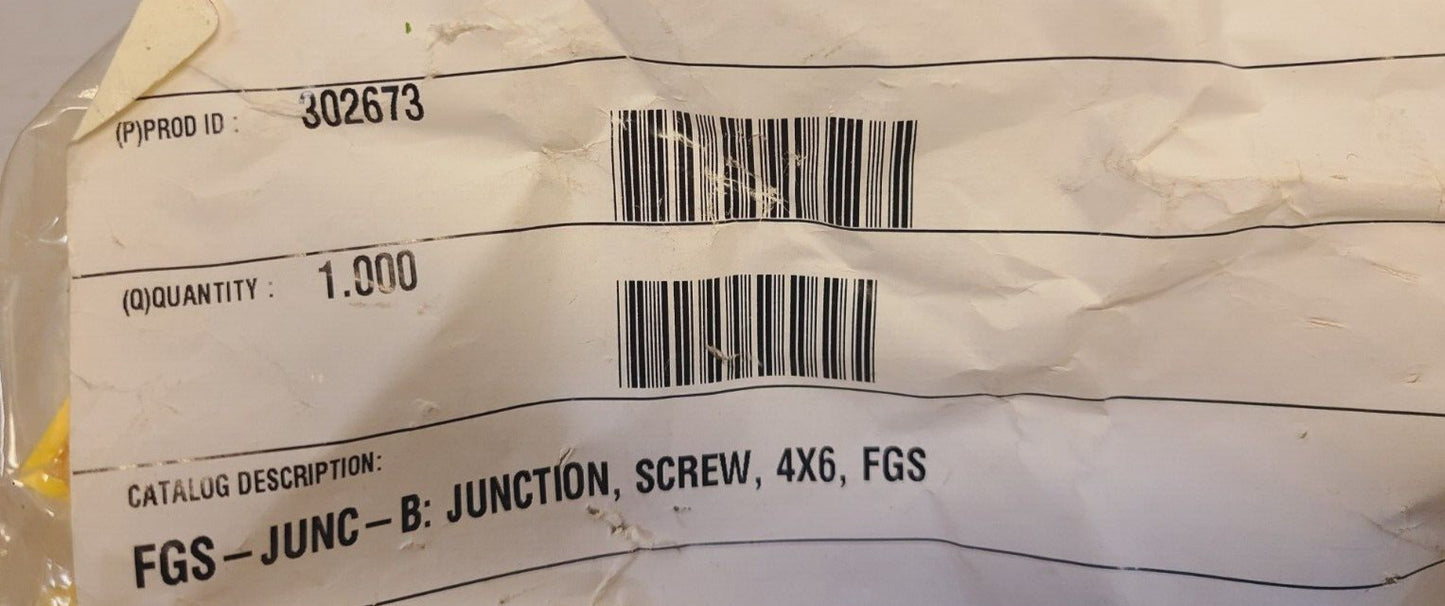 (P)PROD ID : 302673
(Q)QUANTITY : 1.000
CATALOG DESCRIPTION:
FGS-JUNC-B: JUNCTION, SCREW, 4X6, FGS